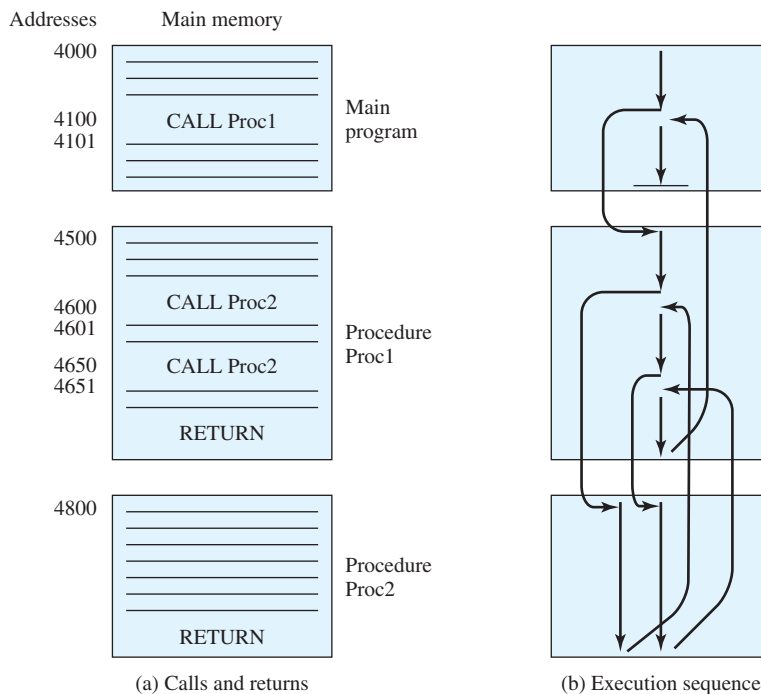 Addresses Main memory
4000
4100 CALL Proc1
4101
Main
program
4500
CALL Proc2
4600
4601
Procedure
Proc1
4650 CALL Proc2
4651
RETURN
4800
Procedure
Proc2
RETURN
(a) Calls and returns
(b) Execution sequence